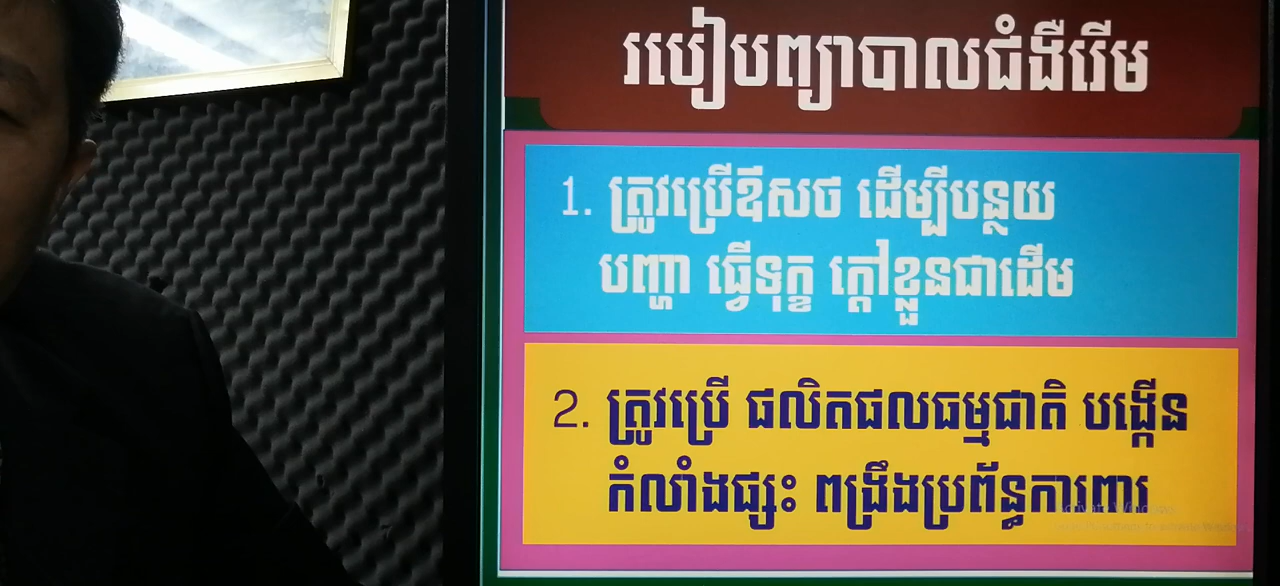 របៀបព្យាបាលជំងឺរើម
1. ត្រូវប្រើឪសថ ដើម្បីបន្ថយ
បញ្ហា ធ្វើទុក្ខ ក្តៅខ្លួនជាដើម
2. ត្រូវប្រើ ផលិតផលធម្មជាតិ បង្កើន
កំលាំងផ្សះ ពង្រឹងប្រព័ន្ធការពារ
Activate Windows